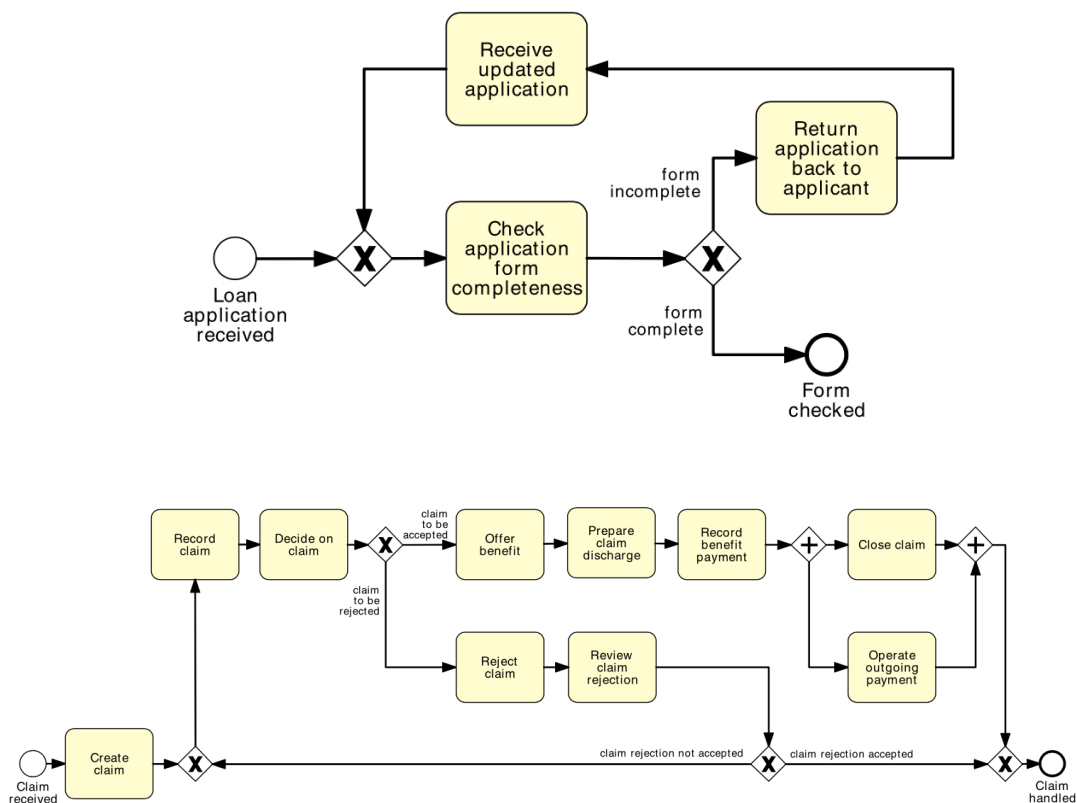 Receive
updated
application
Return
application
back to
applicant
form
incomplete
Check
application
form
completeness
X
X
Loan
application
received
form
complete
Form
checked
Record
claim
Decide on
claim
X
claim
to be
accepted
Offer
benefit
Prepare
claim
discharge
Record
benefit
payment
+
Close claim
+
claim
to be
rejected
Reject
claim
Review
claim
rejection
Operate
outgoing
payment
Claim
received
Create
claim
X
claim rejection not accepted
X
claim rejection accepted
X
Claim
handled